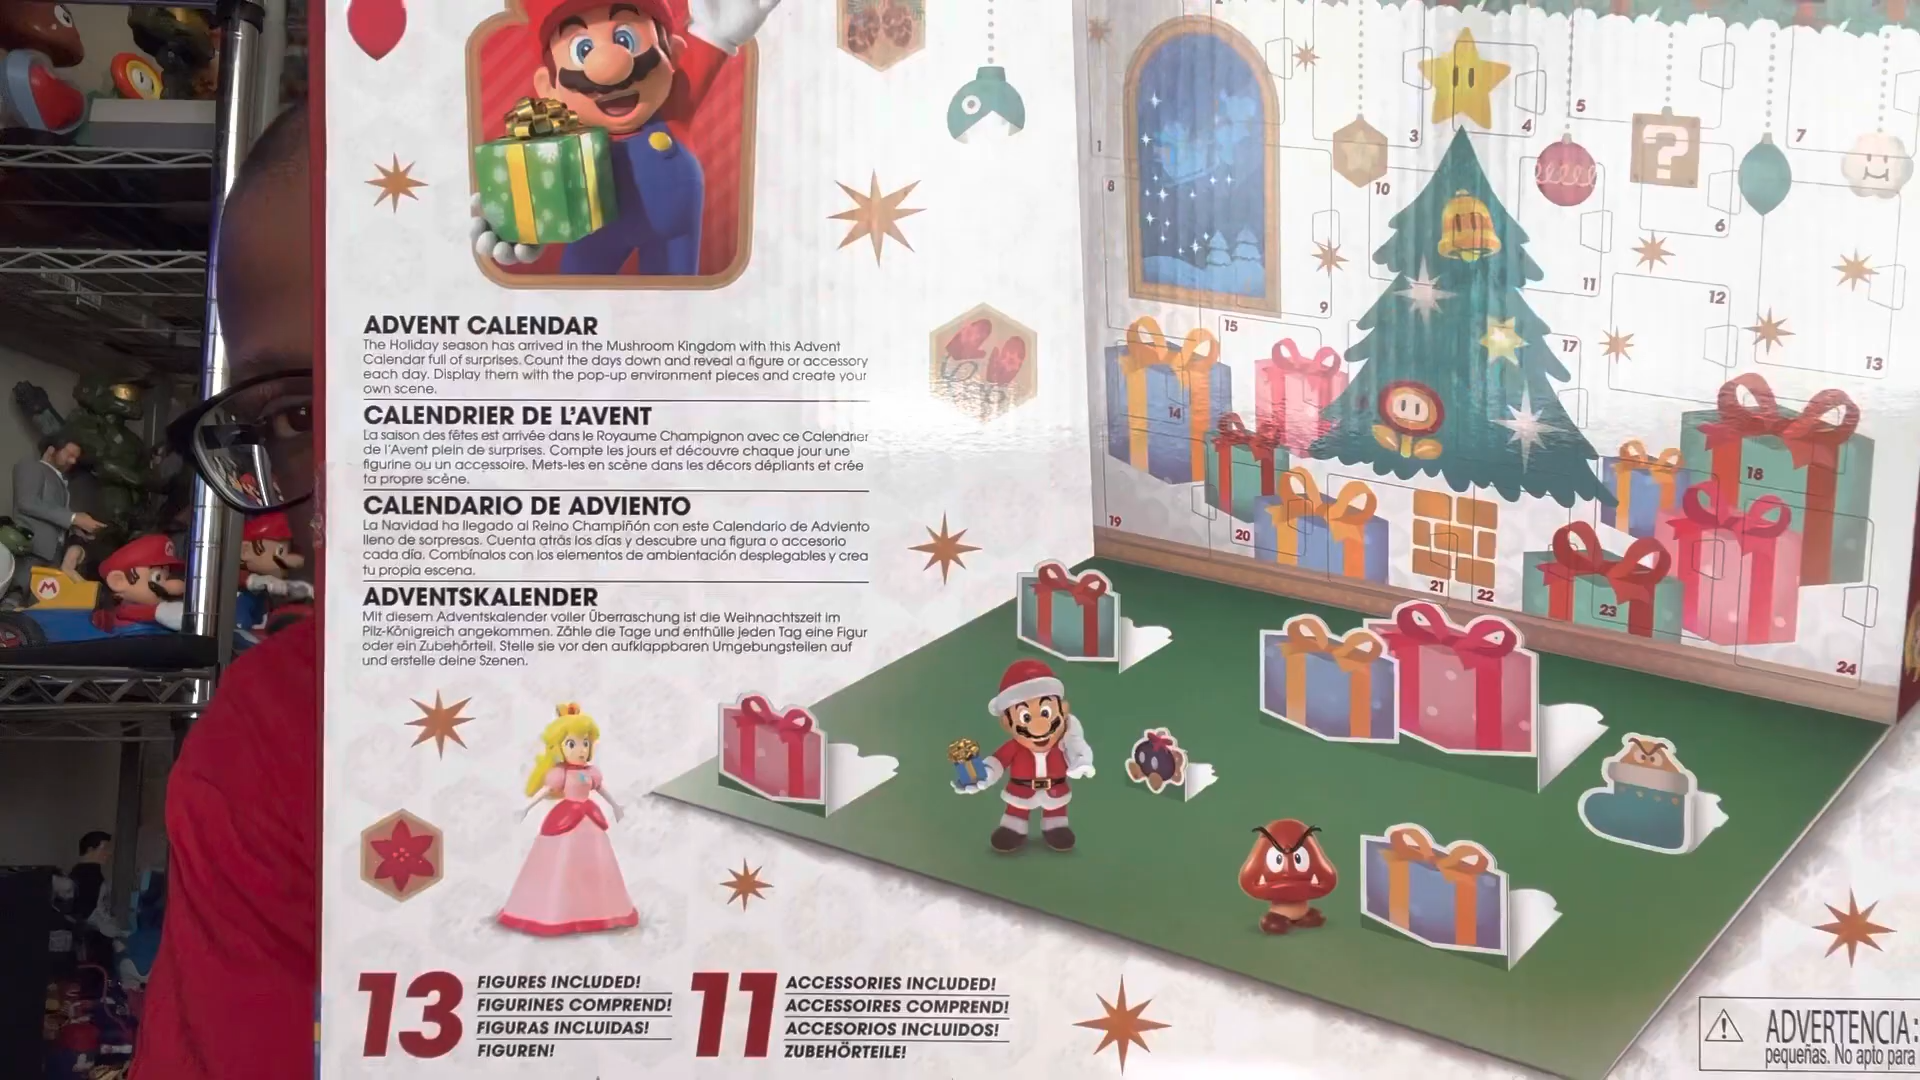 ADVENT CALENDAR
The Holiday season has arrived in the Mushroom Kingdom with this Advent
Calendar full of surprises. Count the days down and reveal a figure or accessory
each day. Display them with the pop-up environment pieces and create your
own scene.
CALENDRIER DE L'AVENT
La saison des fêtes est arrivée dans le Royaume Champignon avec ce Calendrier
de l'Avent plein de surprises. Compte les jours et découvre chaque jour une
figurine ou un accessoire. Mets-les en scène dans les décors dépliants et crée
ta propre scène.
CALENDARIO DE ADVIENTO
La Navidad ha llegado al Reino Champiñón con este Calendario de Adviento
lleno de sorpresas. Cuenta atrás los días y descubre una figura o accesorio
cada día. Combínalos con los elementos de ambientación desplegables y crea
tu propia escena.
ADVENTSKALENDER
Mit diesem Adventskalender voller Überraschung ist die Weihnachtszeit im
Pilz-Königreich angekommen. Zähle die Tage und enthülle jeden Tag eine Figur
oder ein Zubehörteil. Stelle sie vor den aufklappbaren Umgebungsteilen auf
und erstelle deine Szenen.
13
FIGURES INCLUDED!
FIGURINES COMPREND!
FIGURAS INCLUIDAS!
FIGUREN!
11
ACCESSORIES INCLUDED!
ACCESSOIRES COMPREND!
ACCESORIOS INCLUIDOS!
ZUBEHÖRTEILE!
1
3
4
5
6
7
8
9
10
11
12
13
14
15
17
18
19
20
21
22
23
24
?
M
ADVERTENCIA:
pequeñas. No apto para